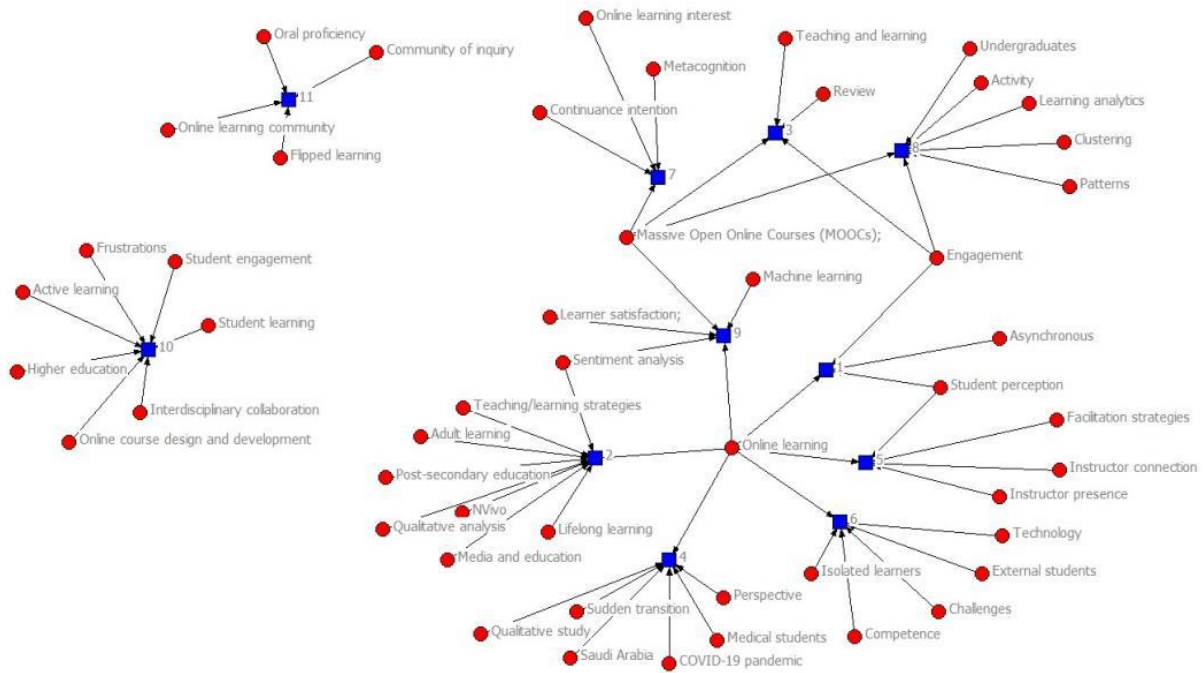 Online learning interest
Oral proficiency
Teaching and learning
Undergraduates
Community of inquiry
Metacognition
Activity
Review
Learning analytics
11
Continuance intention
Online learning community
3
Clustering
Flipped learning
8
7
Patterns
Massive Open Online Courses (MOOCs);
Frustrations
Engagement
Student engagement
Machine learning
Active learning
Learner satisfaction;
Student learning
9
Asynchronous
10
Sentiment analysis
1
Higher education
Student perception
Teaching/learning strategies
Interdisciplinary collaboration
Facilitation strategies
Adult learning
Online course design and development
Online learning
2
5
Instructor connection
Post-secondary education
Instructor presence
NVivo
6
Qualitative analysis
Lifelong learning
Technology
Media and education
4
Isolated learners
External students
Perspective
Sudden transition
Challenges
Qualitative study
Medical students
Competence
Saudi Arabia
COVID-19 pandemic